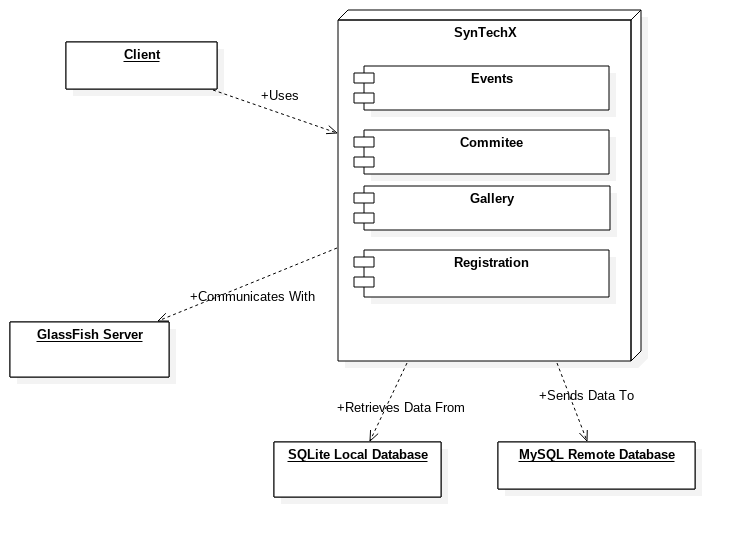 SynTechX
Client
Events
+Uses
Commitee
Gallery
Registration
+Communicates With
GlassFish Server
+Retrieves Data From
+Sends Data To
SQLite Local Database
MySQL Remote Database